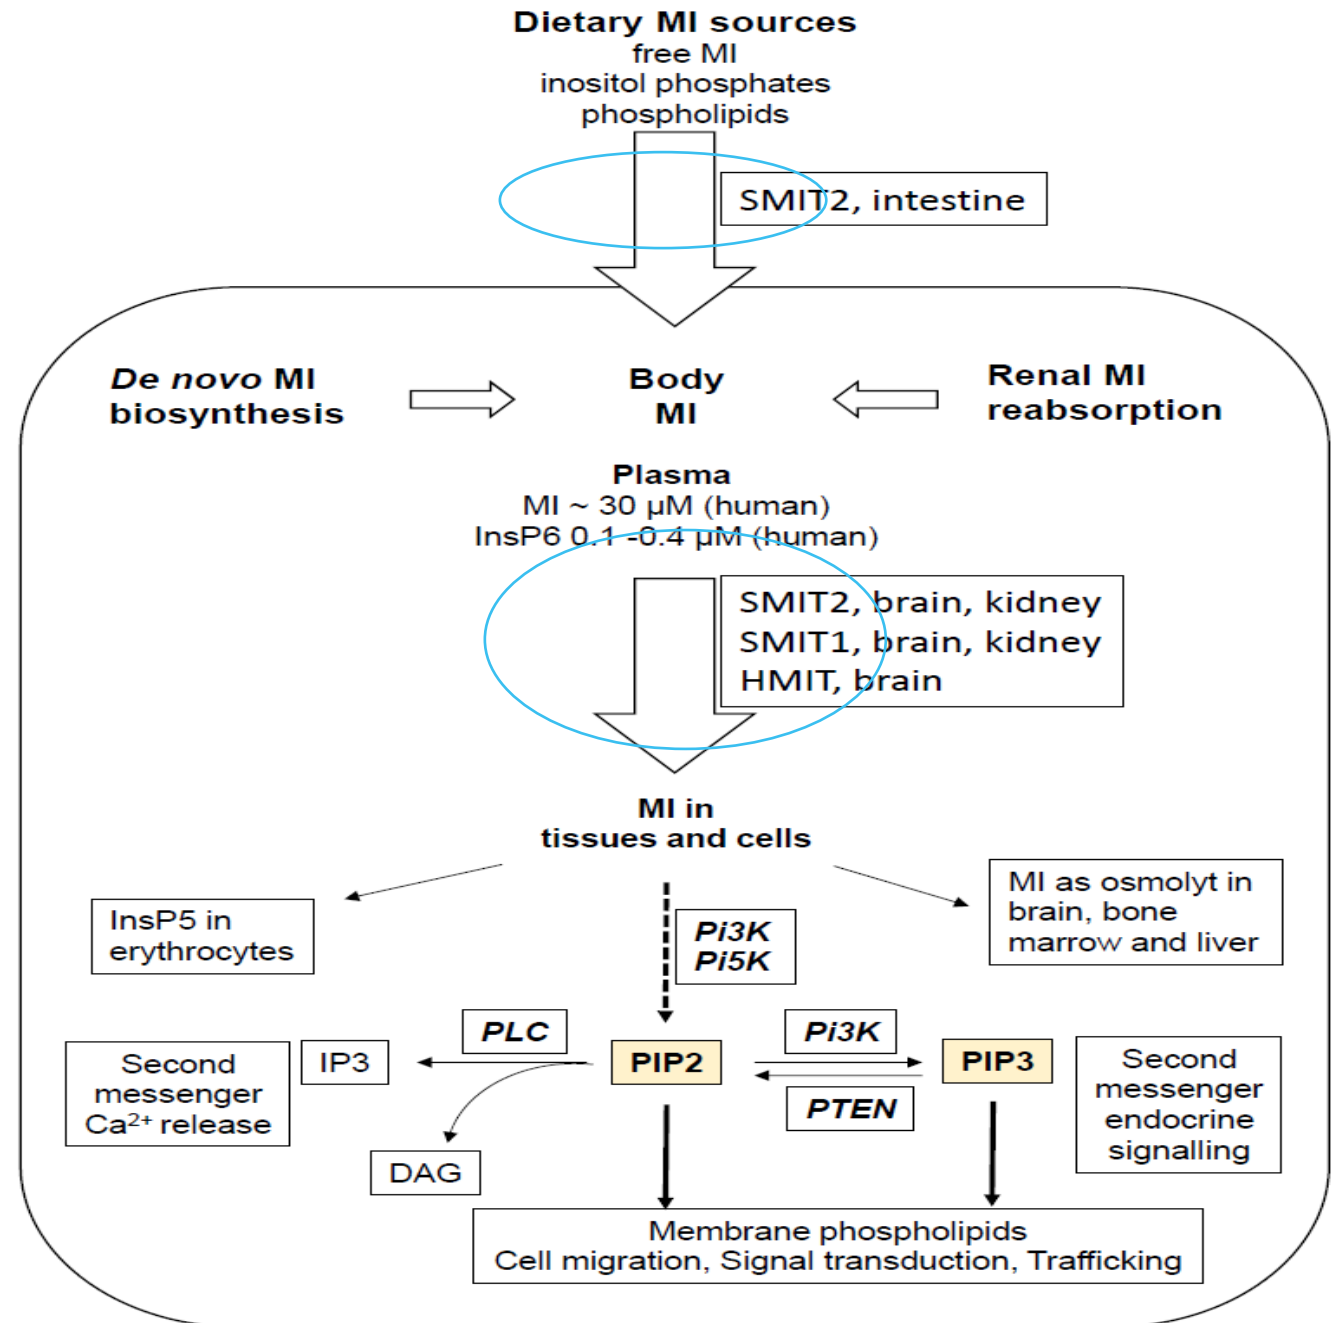 Dietary MI sources
free MI
inositol phosphates
phospholipids
SMIT2, intestine
De novo MI
biosynthesis
Body
MI
Renal MI
reabsorption
Plasma
MI ~ 30 µM (human)
InsP6 0.1 -0.4 µM (human)
SMIT2, brain, kidney
SMIT1, brain, kidney
HMIT, brain
MI in
tissues and cells
InsP5 in
erythrocytes
Pi3K
Pi5K
MI as osmolyt in
brain, bone
marrow and liver
Second
messenger
Ca²⁺ release
IP3
PLC
DAG
PIP2
Pi3K
PTEN
PIP3
Second
messenger
endocrine
signalling
Membrane phospholipids
Cell migration, Signal transduction, Trafficking